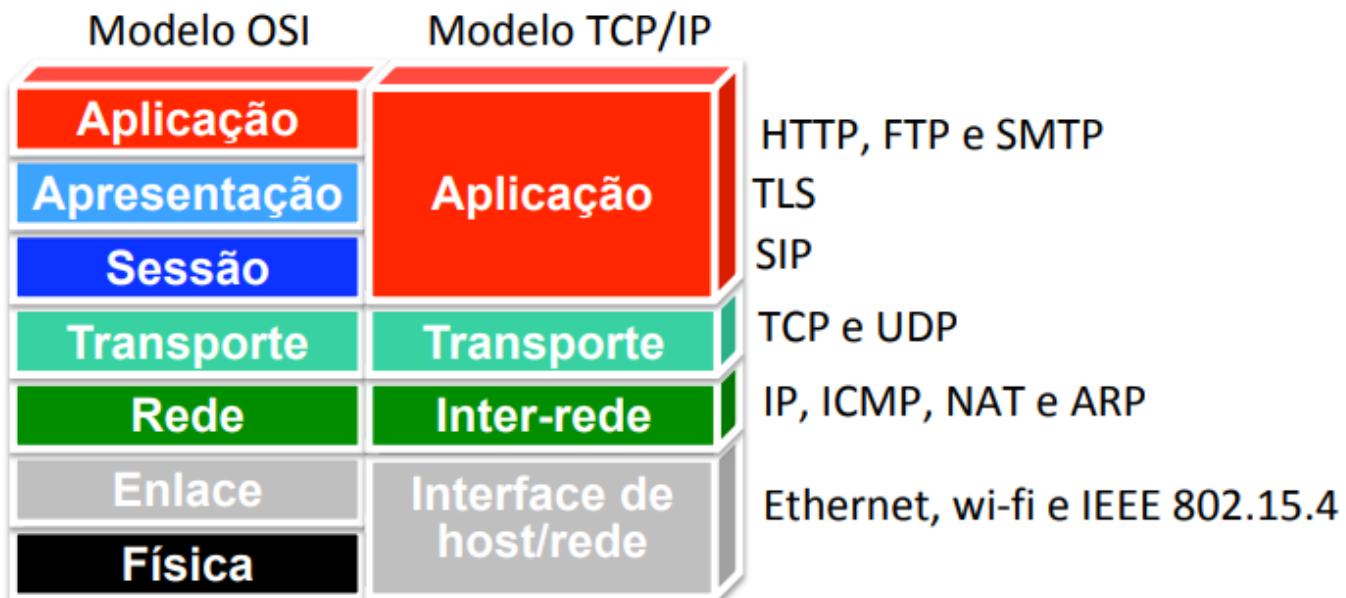 Modelo OSI
Modelo TCP/IP
Aplicação
Apresentação
Sessão
Transporte
Rede
Enlace
Física
Aplicação
Transporte
Inter-rede
Interface de
host/rede
HTTP, FTP e SMTP
TLS
SIP
TCP e UDP
IP, ICMP, NAT e ARP
Ethernet, wi-fi e IEEE 802.15.4